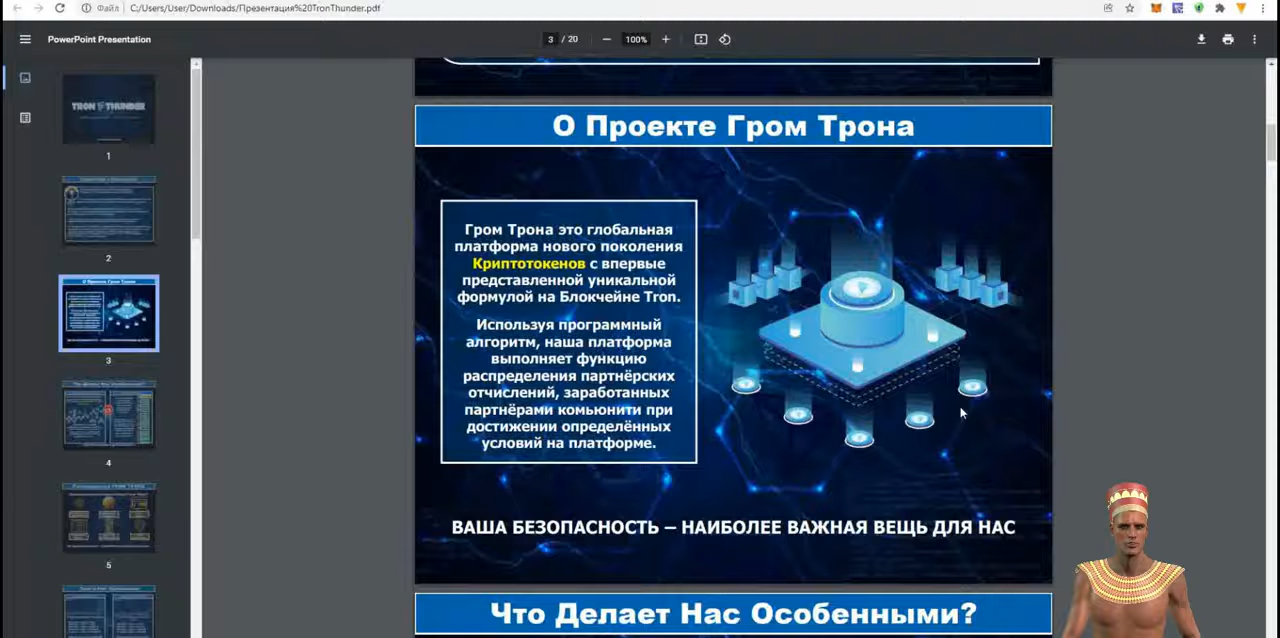 Файл
C:/Users/User/Downloads/Презентация%20TronThunder.pdf
PowerPoint Presentation
3 / 20
100%
TRON THUNDER
1
2
3
4
5
О Проекте Гром Трона
Гром Трона это глобальная
платформа нового поколения
Криптотокенов с впервые
представленной уникальной
формулой на Блокчейне Tron.
Используя программный
алгоритм, наша платформа
выполняет функцию
распределения партнёрских
отчислений, заработанных
партнёрами комьюнити при
достижении определённых
условий на платформе.
ВАША БЕЗОПАСНОСТЬ – НАИБОЛЕЕ ВАЖНАЯ ВЕЩЬ ДЛЯ НАС
Что Делает Нас Особенными?